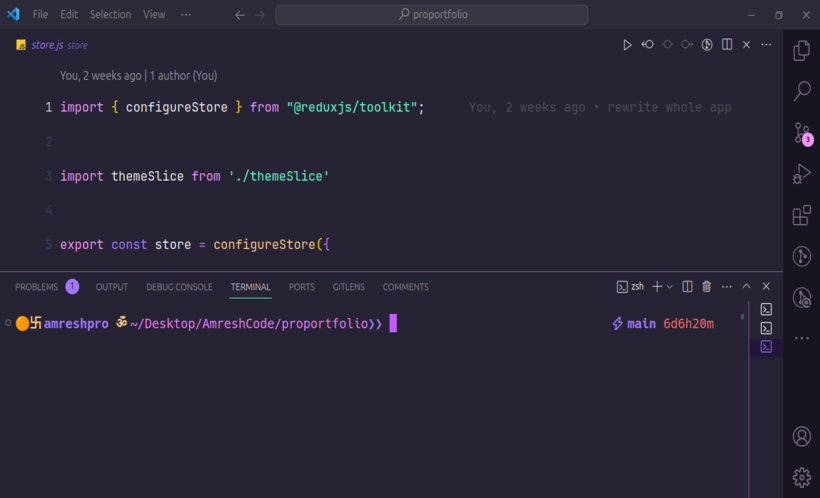 File Edit Selection View ··· proportfolio
JS store.js store
You, 2 weeks ago | 1 author (You)
1 import { configureStore } from "@reduxjs/toolkit"; You, 2 weeks ago • rewrite whole app
2
3 import themeSlice from './themeSlice'
4
5 export const store = configureStore({
3
PROBLEMS 1 OUTPUT DEBUG CONSOLE TERMINAL PORTS GITLENS COMMENTS zsh
卐amreshpro ॐ~/Desktop/AmreshCode/proportfolio❯❯ main 6d6h20m